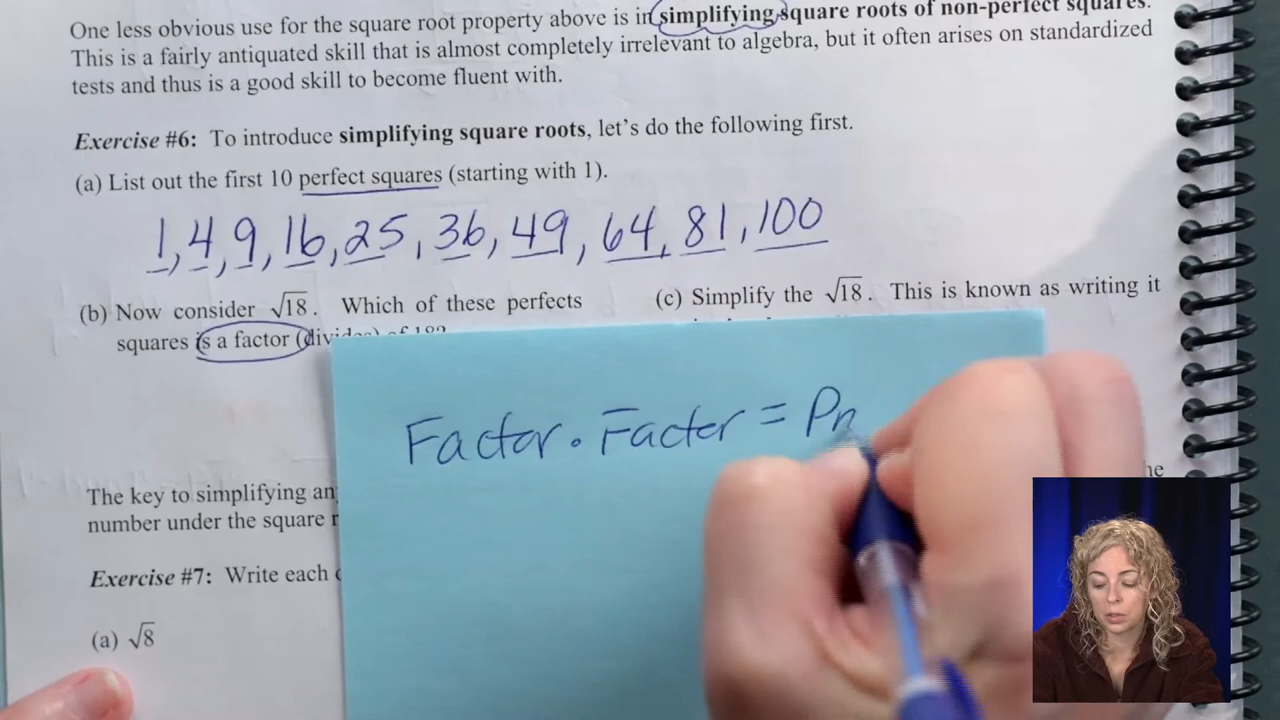 One less obvious use for the square root property above is in simplifying square roots of non-perfect squares.
This is a fairly antiquated skill that is almost completely irrelevant to algebra, but it often arises on standardized
tests and thus is a good skill to become fluent with.
Exercise #6: To introduce simplifying square roots, let's do the following first.
(a) List out the first 10 perfect squares (starting with 1).
1, 4, 9, 16, 25, 36, 49, 64, 81, 100
(b) Now consider √18. Which of these perfects
squares is a factor (divides) of 18?
(c) Simplify the √18. This is known as writing it
Factor · Factor = Pr
The key to simplifying an
number under the square r
Exercise #7: Write each
(a) √8